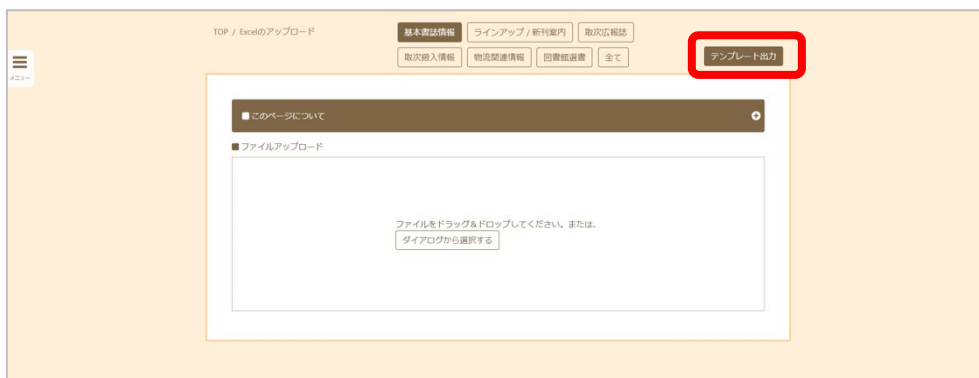 TOP / Excelのアップロード
基本書誌情報 ラインアップ / 新刊案内 取次広報誌
取次搬入情報 物流関連情報 図書館選書 全て
テンプレート出力
メニュー
このページについて
ファイルアップロード
ファイルをドラッグ&ドロップしてください。または、
ダイアログから選択する